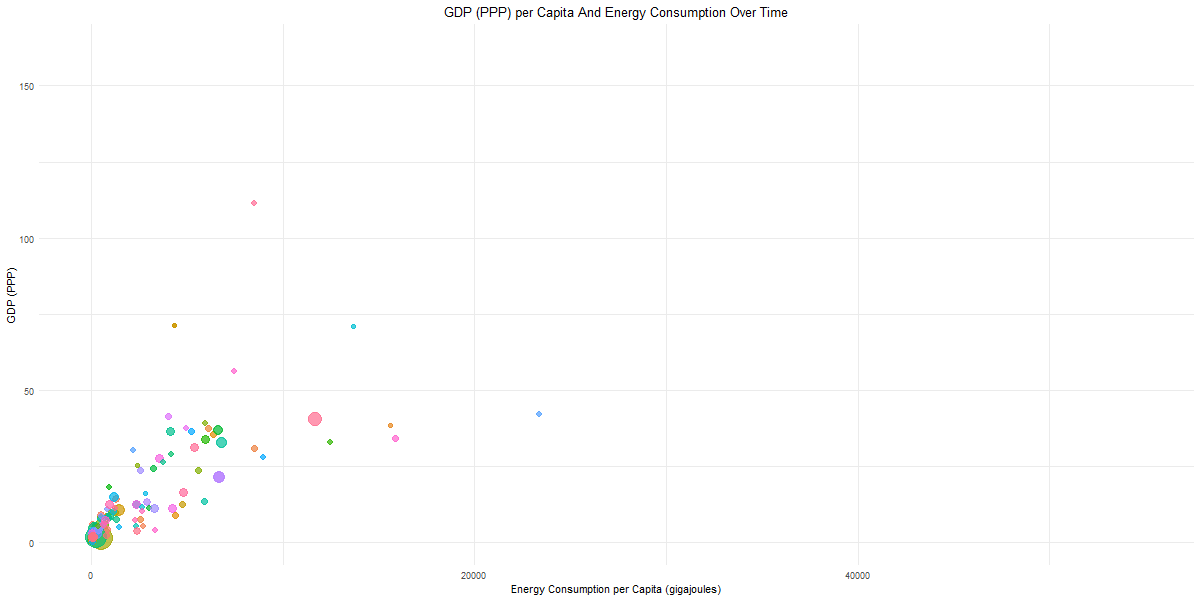 GDP (PPP) per Capita And Energy Consumption Over Time
150
100
50
0
GDP (PPP)
0
20000
40000
Energy Consumption per Capita (gigajoules)